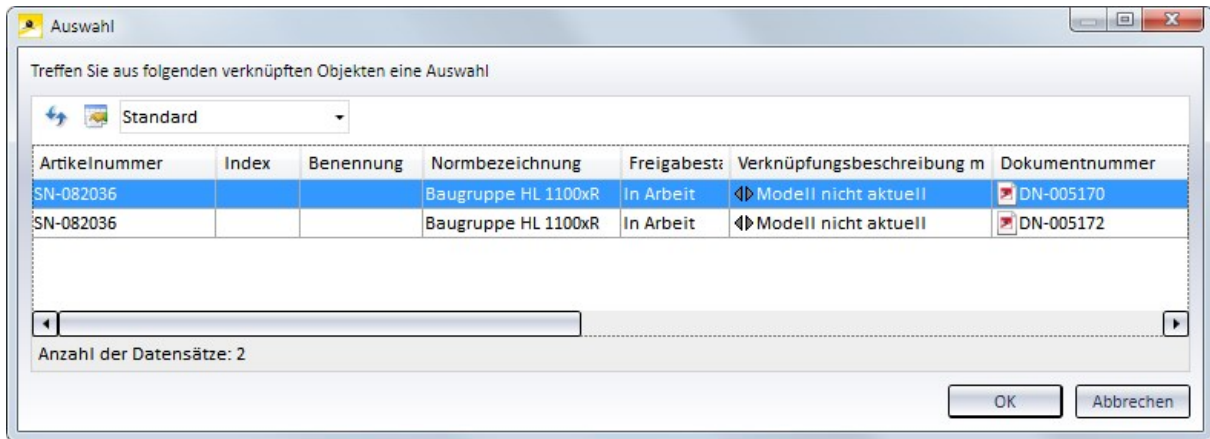 Auswahl
Treffen Sie aus folgenden verknüpften Objekten eine Auswahl
Standard
Artikelnummer Index Benennung Normbezeichnung Freigabesta Verknüpfungsbeschreibung m Dokumentnummer
SN-082036 Baugruppe HL 1100xR In Arbeit Modell nicht aktuell DN-005170
SN-082036 Baugruppe HL 1100xR In Arbeit Modell nicht aktuell DN-005172
Anzahl der Datensätze: 2
OK Abbrechen